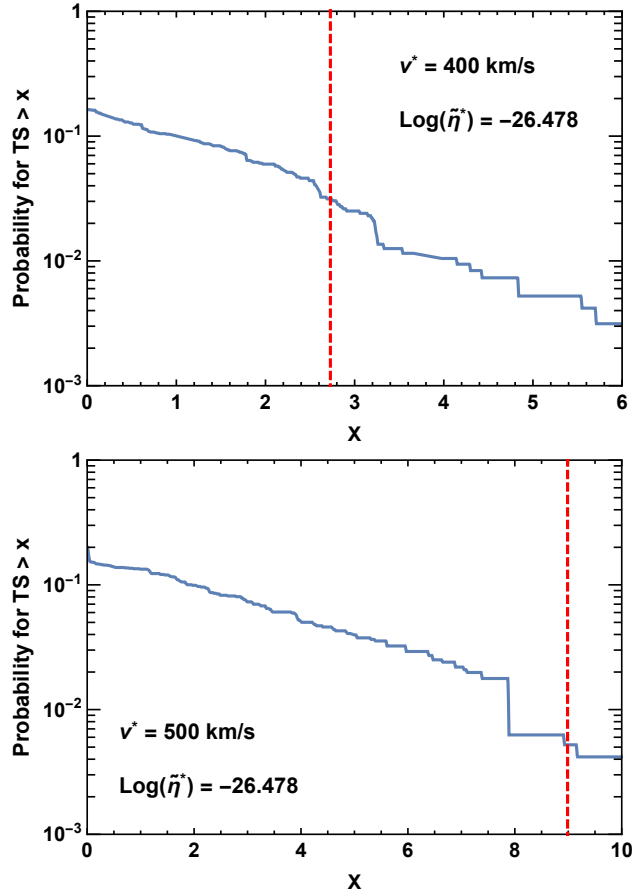 Probability for TS > x
1
10⁻¹
10⁻²
10⁻³
v* = 400 km/s
Log(η̃*) = −26.478
0 1 2 3 4 5 6
X
Probability for TS > x
1
10⁻¹
10⁻²
10⁻³
v* = 500 km/s
Log(η̃*) = −26.478
0 2 4 6 8 10
X